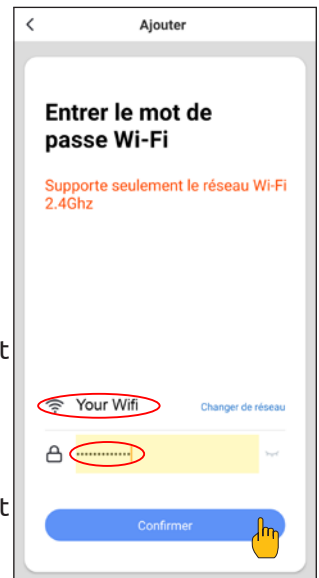 Ajouter
Entrer le mot de
passe Wi-Fi
Supporte seulement le réseau Wi-Fi
2.4Ghz
t
Your Wifi Changer de réseau
•••••••••••••
t
Confirmer